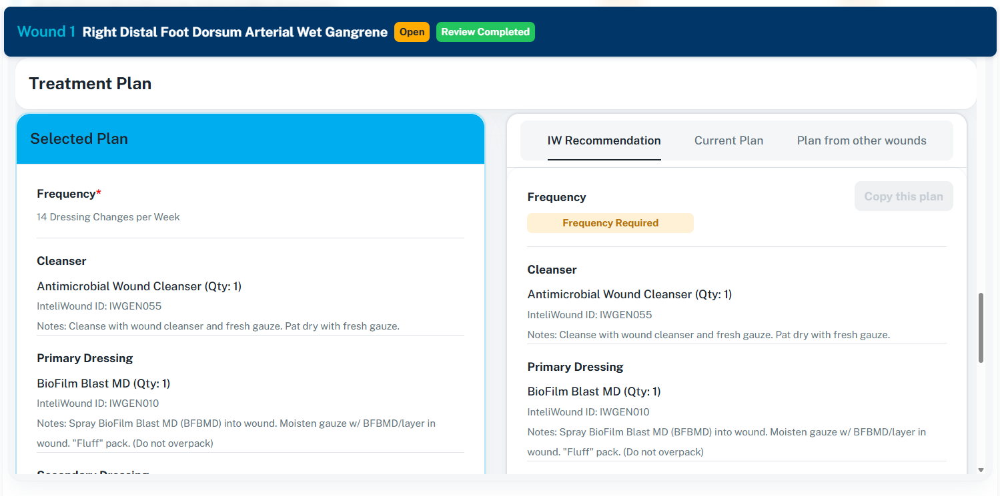 Wound 1 Right Distal Foot Dorsum Arterial Wet Gangrene Open Review Completed
Treatment Plan
Selected Plan
Frequency*
14 Dressing Changes per Week
Cleanser
Antimicrobial Wound Cleanser (Qty: 1)
InteliWound ID: IWGEN055
Notes: Cleanse with wound cleanser and fresh gauze. Pat dry with fresh gauze.
Primary Dressing
BioFilm Blast MD (Qty: 1)
InteliWound ID: IWGEN010
Notes: Spray BioFilm Blast MD (BFBMD) into wound. Moisten gauze w/ BFBMD/layer in
wound. "Fluff" pack. (Do not overpack)
Secondary Dressing
IW Recommendation Current Plan Plan from other wounds
Frequency Copy this plan
Frequency Required
Cleanser
Antimicrobial Wound Cleanser (Qty: 1)
InteliWound ID: IWGEN055
Notes: Cleanse with wound cleanser and fresh gauze. Pat dry with fresh gauze.
Primary Dressing
BioFilm Blast MD (Qty: 1)
InteliWound ID: IWGEN010
Notes: Spray BioFilm Blast MD (BFBMD) into wound. Moisten gauze w/ BFBMD/layer in
wound. "Fluff" pack. (Do not overpack)